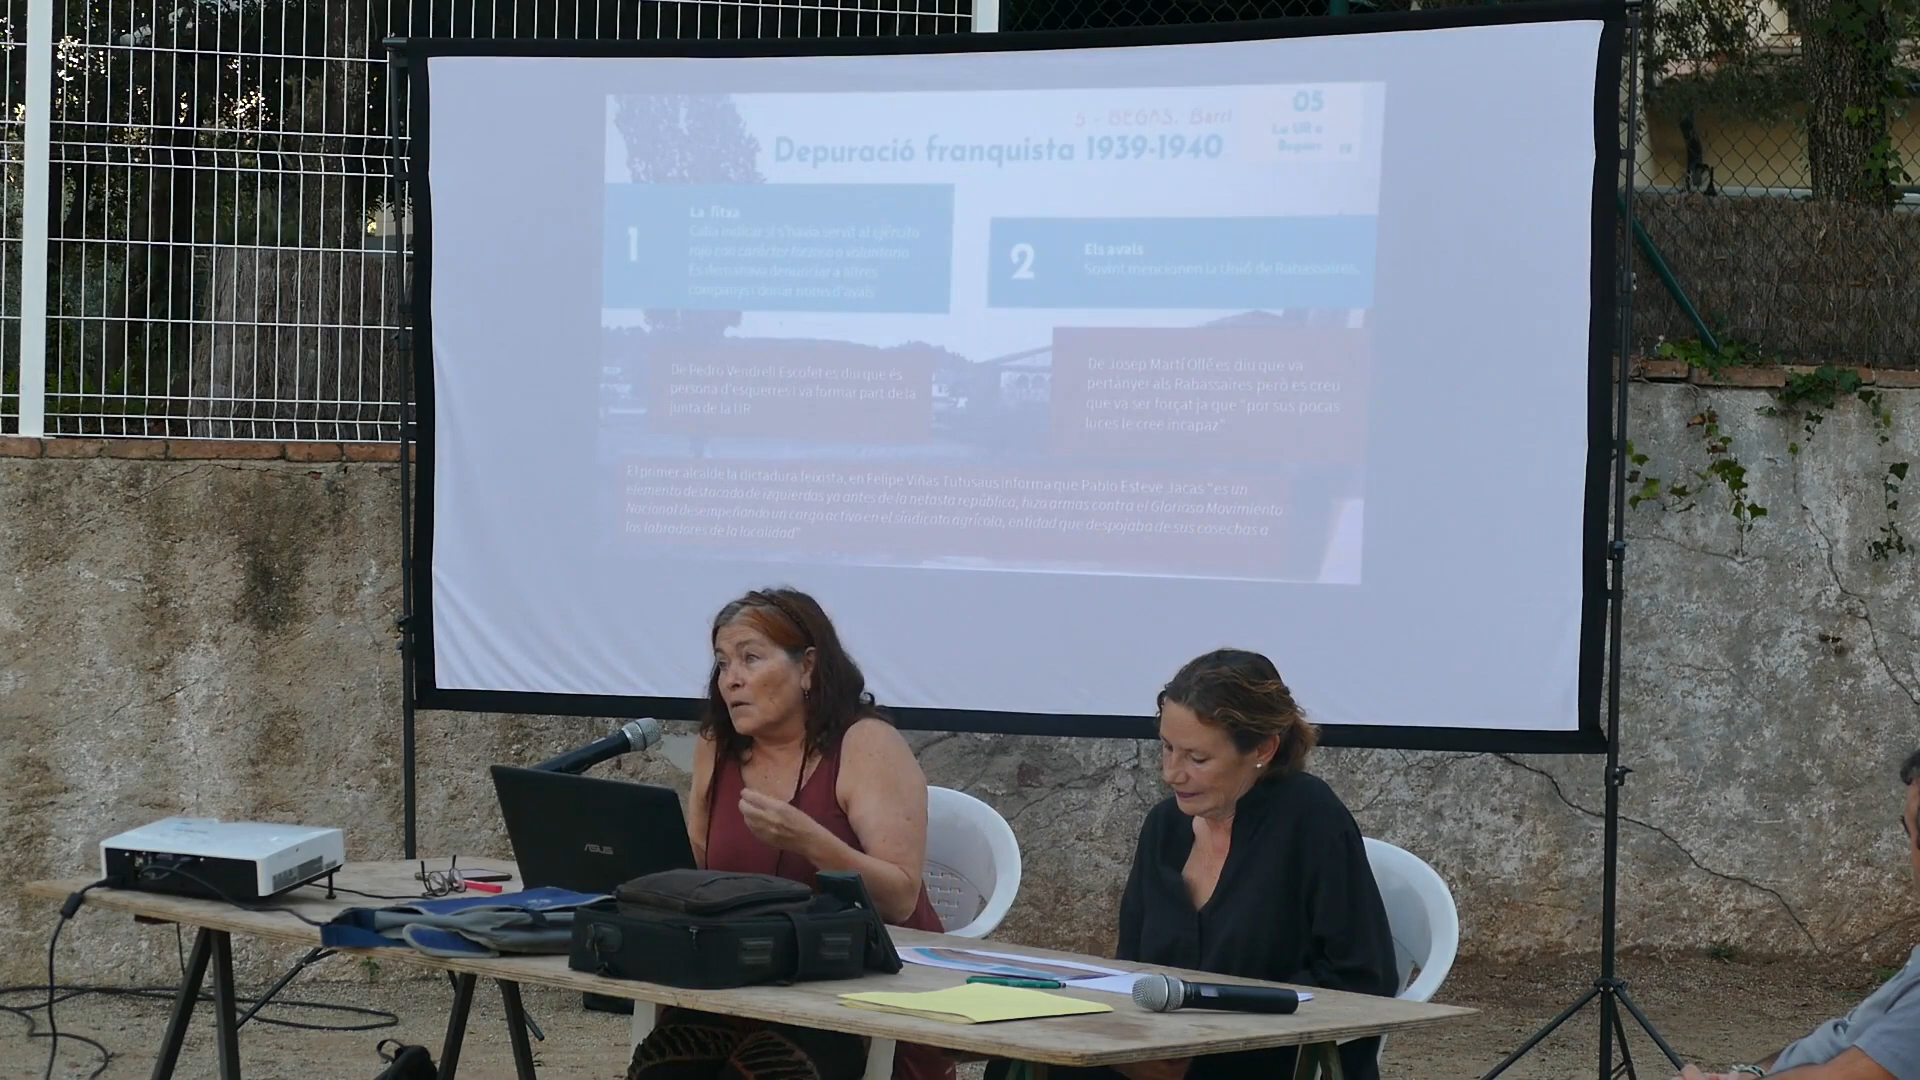 5 - BEGAS. Barri
Depuració franquista 1939-1940
05
La UR a
Begues
1
La fitxa
Calia indicar si s'havia servit al ejército
rojo con carácter forzoso o voluntario
Es demanava denunciar a altres
companys i donar noms d'avals
2
Els avals
Sovint mencionen la Unió de Rabassaires.
De Pedro Vendrell Escofet es diu que és
persona d'esquerres i va formar part de la
junta de la UR
De Josep Martí Ollé es diu que va
pertànyer als Rabassaires però es creu
que va ser forçat ja que "por sus pocas
luces le cree incapaz"
El primer alcalde la dictadura feixista, en Felipe Viñas Tutusaus informa que Pablo Esteve Jacas "es un
elemento destacado de izquierdas ya antes de la nefasta república, hizo armas contra el Glorioso Movimiento
Nacional desempeñando un cargo activo en el sindicato agrícola, entidad que despojaba de sus cosechas a
los labradores de la localidad"
ASUS